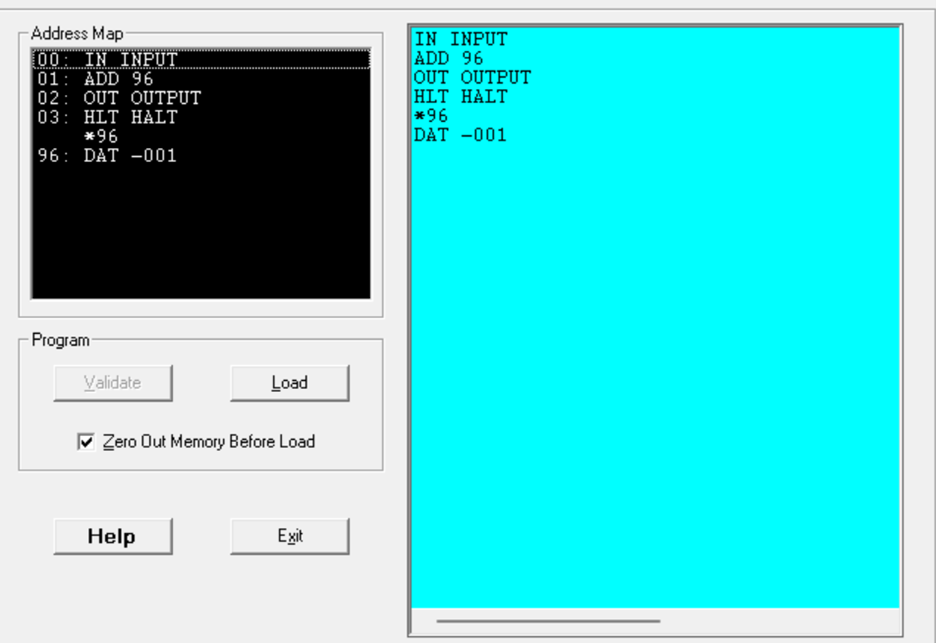 Address Map
00: IN INPUT
01: ADD 96
02: OUT OUTPUT
03: HLT HALT
*96
96: DAT -001
Program
Validate
Load
Zero Out Memory Before Load
Help
Exit
IN INPUT
ADD 96
OUT OUTPUT
HLT HALT
*96
DAT -001